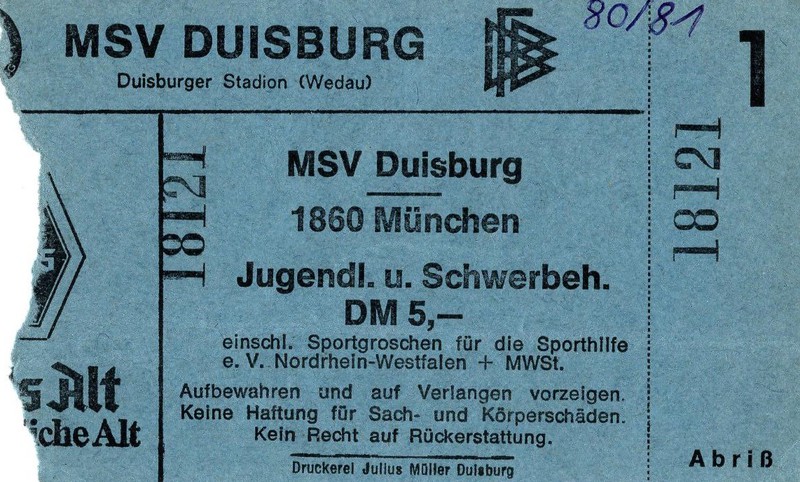 80/81
MSV DUISBURG
Duisburger Stadion (Wedau)
1
18121
18121
MSV Duisburg
1860 München
Jugendl. u. Schwerbeh.
DM 5,—
einschl. Sportgroschen für die Sporthilfe
e. V. Nordrhein-Westfalen + MWSt.
Aufbewahren und auf Verlangen vorzeigen.
Keine Haftung für Sach- und Körperschäden.
Kein Recht auf Rückerstattung.
Druckerei Julius Müller Duisburg
s Alt
iche Alt
Abriß